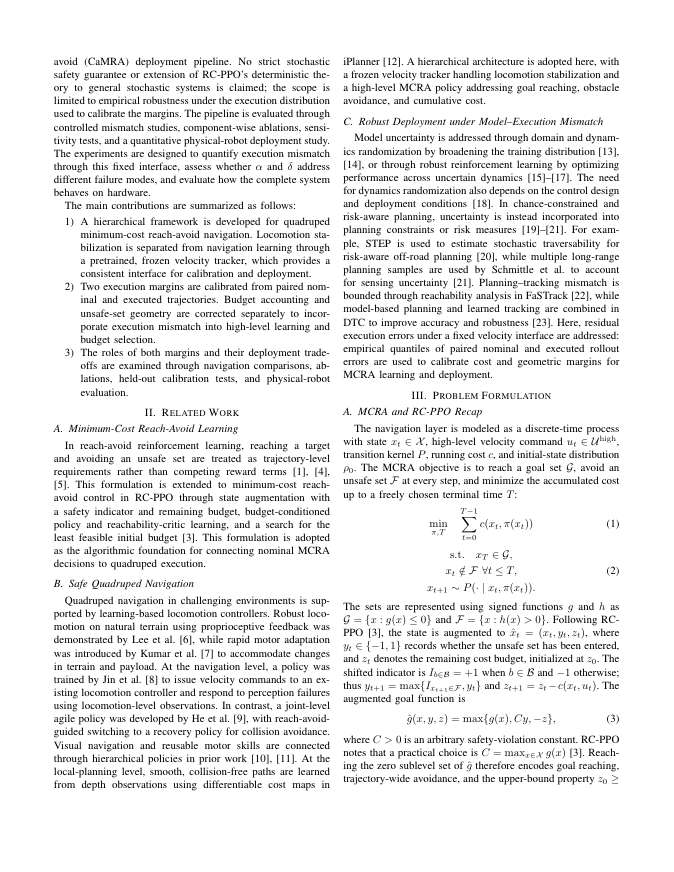 avoid (CaMRA) deployment pipeline. No strict stochastic
safety guarantee or extension of RC-PPO's deterministic the-
ory to general stochastic systems is claimed; the scope is
limited to empirical robustness under the execution distribution
used to calibrate the margins. The pipeline is evaluated through
controlled mismatch studies, component-wise ablations, sensi-
tivity tests, and a quantitative physical-robot deployment study.
The experiments are designed to quantify execution mismatch
through this fixed interface, assess whether α and δ address
different failure modes, and evaluate how the complete system
behaves on hardware.
The main contributions are summarized as follows:
1) A hierarchical framework is developed for quadruped
minimum-cost reach-avoid navigation. Locomotion sta-
bilization is separated from navigation learning through
a pretrained, frozen velocity tracker, which provides a
consistent interface for calibration and deployment.
2) Two execution margins are calibrated from paired nom-
inal and executed trajectories. Budget accounting and
unsafe-set geometry are corrected separately to incor-
porate execution mismatch into high-level learning and
budget selection.
3) The roles of both margins and their deployment trade-
offs are examined through navigation comparisons, ab-
lations, held-out calibration tests, and physical-robot
evaluation.
II. RELATED WORK
A. Minimum-Cost Reach-Avoid Learning
In reach-avoid reinforcement learning, reaching a target
and avoiding an unsafe set are treated as trajectory-level
requirements rather than competing reward terms [1], [4],
[5]. This formulation is extended to minimum-cost reach-
avoid control in RC-PPO through state augmentation with
a safety indicator and remaining budget, budget-conditioned
policy and reachability-critic learning, and a search for the
least feasible initial budget [3]. This formulation is adopted
as the algorithmic foundation for connecting nominal MCRA
decisions to quadruped execution.
B. Safe Quadruped Navigation
Quadruped navigation in challenging environments is sup-
ported by learning-based locomotion controllers. Robust loco-
motion on natural terrain using proprioceptive feedback was
demonstrated by Lee et al. [6], while rapid motor adaptation
was introduced by Kumar et al. [7] to accommodate changes
in terrain and payload. At the navigation level, a policy was
trained by Jin et al. [8] to issue velocity commands to an ex-
isting locomotion controller and respond to perception failures
using locomotion-level observations. In contrast, a joint-level
agile policy was developed by He et al. [9], with reach-avoid-
guided switching to a recovery policy for collision avoidance.
Visual navigation and reusable motor skills are connected
through hierarchical policies in prior work [10], [11]. At the
local-planning level, smooth, collision-free paths are learned
from depth observations using differentiable cost maps in
iPlanner [12]. A hierarchical architecture is adopted here, with
a frozen velocity tracker handling locomotion stabilization and
a high-level MCRA policy addressing goal reaching, obstacle
avoidance, and cumulative cost.
C. Robust Deployment under Model–Execution Mismatch
Model uncertainty is addressed through domain and dynam-
ics randomization by broadening the training distribution [13],
[14], or through robust reinforcement learning by optimizing
performance across uncertain dynamics [15]–[17]. The need
for dynamics randomization also depends on the control design
and deployment conditions [18]. In chance-constrained and
risk-aware planning, uncertainty is instead incorporated into
planning constraints or risk measures [19]–[21]. For exam-
ple, STEP is used to estimate stochastic traversability for
risk-aware off-road planning [20], while multiple long-range
planning samples are used by Schmittle et al. to account
for sensing uncertainty [21]. Planning–tracking mismatch is
bounded through reachability analysis in FaSTrack [22], while
model-based planning and learned tracking are combined in
DTC to improve accuracy and robustness [23]. Here, residual
execution errors under a fixed velocity interface are addressed:
empirical quantiles of paired nominal and executed rollout
errors are used to calibrate cost and geometric margins for
MCRA learning and deployment.
III. PROBLEM FORMULATION
A. MCRA and RC-PPO Recap
The navigation layer is modeled as a discrete-time process
with state x_t ∈ 𝒳, high-level velocity command u_t ∈ 𝒰^high,
transition kernel P, running cost c, and initial-state distribution
ρ_0. The MCRA objective is to reach a goal set 𝒢, avoid an
unsafe set ℱ at every step, and minimize the accumulated cost
up to a freely chosen terminal time T:
min_{π,T} ∑_{t=0}^{T−1} c(x_t, π(x_t)) (1)
s.t. x_T ∈ 𝒢,
x_t ∉ ℱ ∀t ≤ T, (2)
x_{t+1} ∼ P(· | x_t, π(x_t)).
The sets are represented using signed functions g and h as
𝒢 = {x : g(x) ≤ 0} and ℱ = {x : h(x) > 0}. Following RC-
PPO [3], the state is augmented to x̂_t = (x_t, y_t, z_t), where
y_t ∈ {−1, 1} records whether the unsafe set has been entered,
and z_t denotes the remaining cost budget, initialized at z_0. The
shifted indicator is I_{b∈ℬ} = +1 when b ∈ ℬ and −1 otherwise;
thus y_{t+1} = max{I_{x_{t+1}∈ℱ}, y_t} and z_{t+1} = z_t − c(x_t, u_t). The
augmented goal function is
ĝ(x, y, z) = max{g(x), Cy, −z}, (3)
where C > 0 is an arbitrary safety-violation constant. RC-PPO
notes that a practical choice is C = max_{x∈𝒳} g(x) [3]. Reach-
ing the zero sublevel set of ĝ therefore encodes goal reaching,
trajectory-wide avoidance, and the upper-bound property z_0 ≥